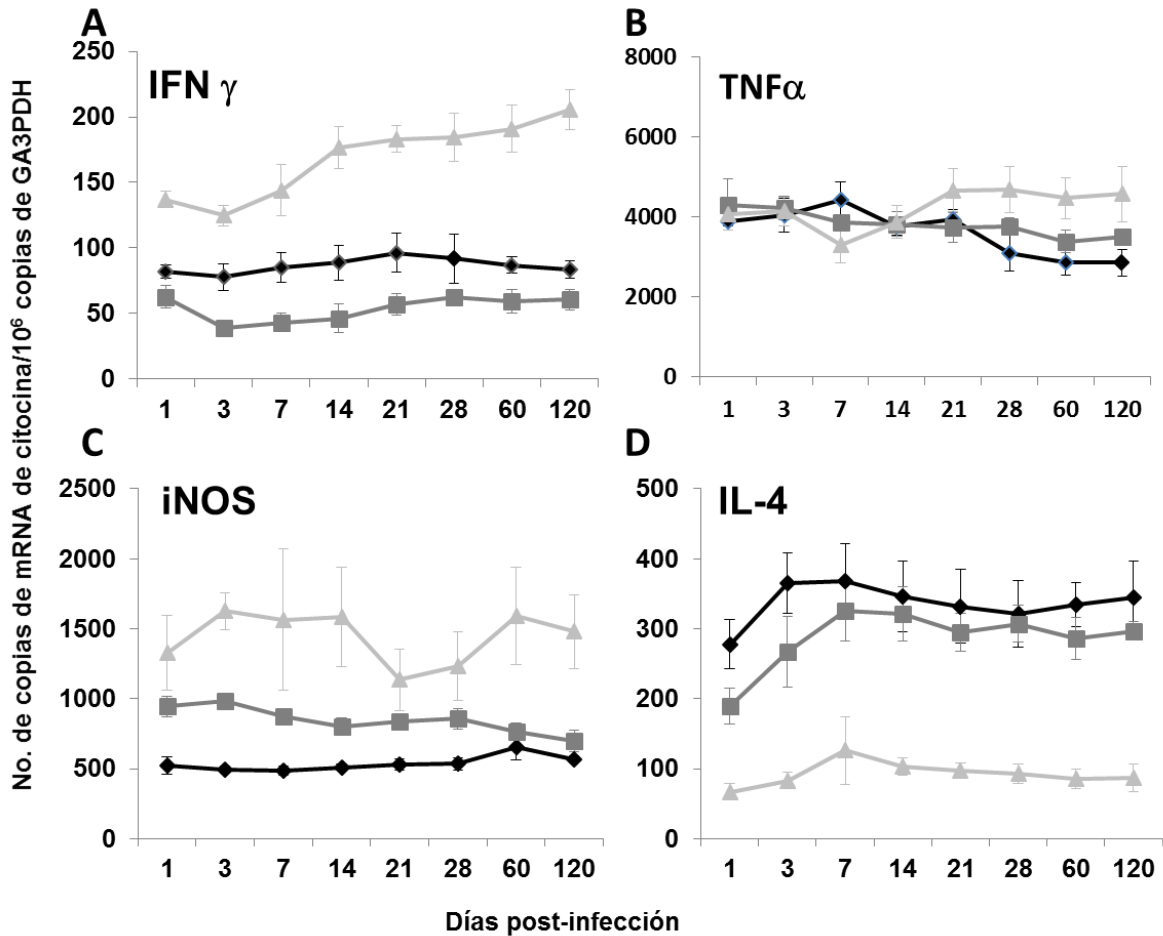 No. de copias de mRNA de citocina/10⁶ copias de GA3PDH
A
IFN γ
250
200
150
100
50
0
1 3 7 14 21 28 60 120
B
TNFα
8000
6000
4000
2000
0
1 3 7 14 21 28 60 120
C
iNOS
2500
2000
1500
1000
500
0
1 3 7 14 21 28 60 120
D
IL-4
500
400
300
200
100
0
1 3 7 14 21 28 60 120
Días post-infección